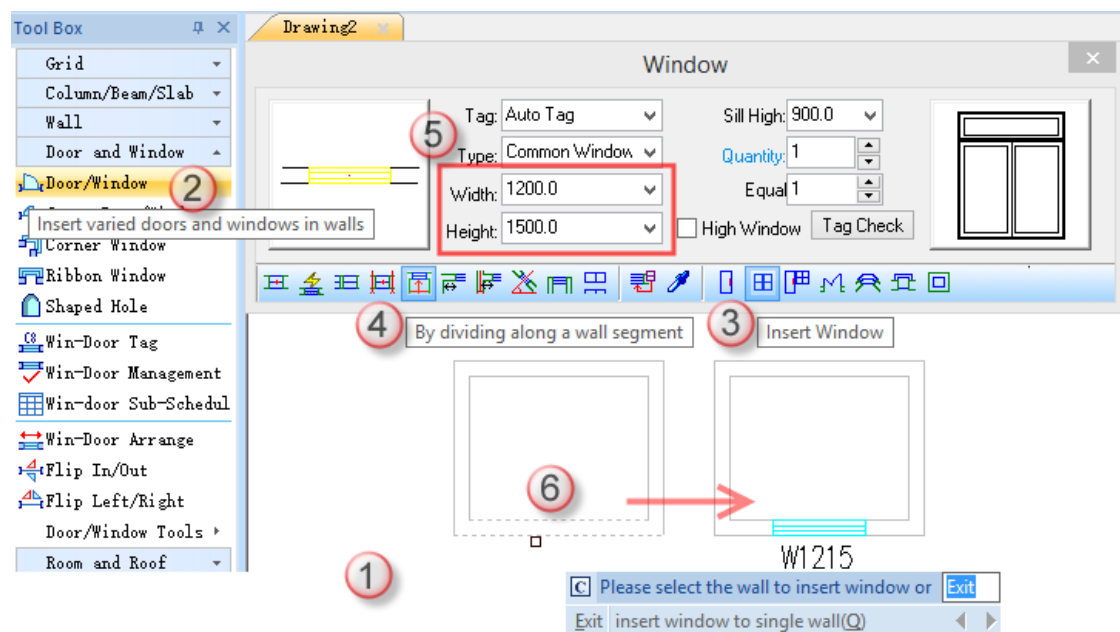 Tool Box
Drawing2
Grid
Column/Beam/Slab
Wall
Door and Window
Door/Window
2
Insert varied doors and windows in walls
Corner Window
Ribbon Window
Shaped Hole
Win-Door Tag
Win-Door Management
Win-door Sub-Schedul
Win-Door Arrange
Flip In/Out
Flip Left/Right
Door/Window Tools
Room and Roof
Window
5
Tag: Auto Tag
Type: Common Window
Width: 1200.0
Height: 1500.0
Sill High: 900.0
Quantity: 1
Equal 1
High Window
Tag Check
4
By dividing along a wall segment
3
Insert Window
6
W1215
1
C Please select the wall to insert window or Exit
Exit insert window to single wall(Q)